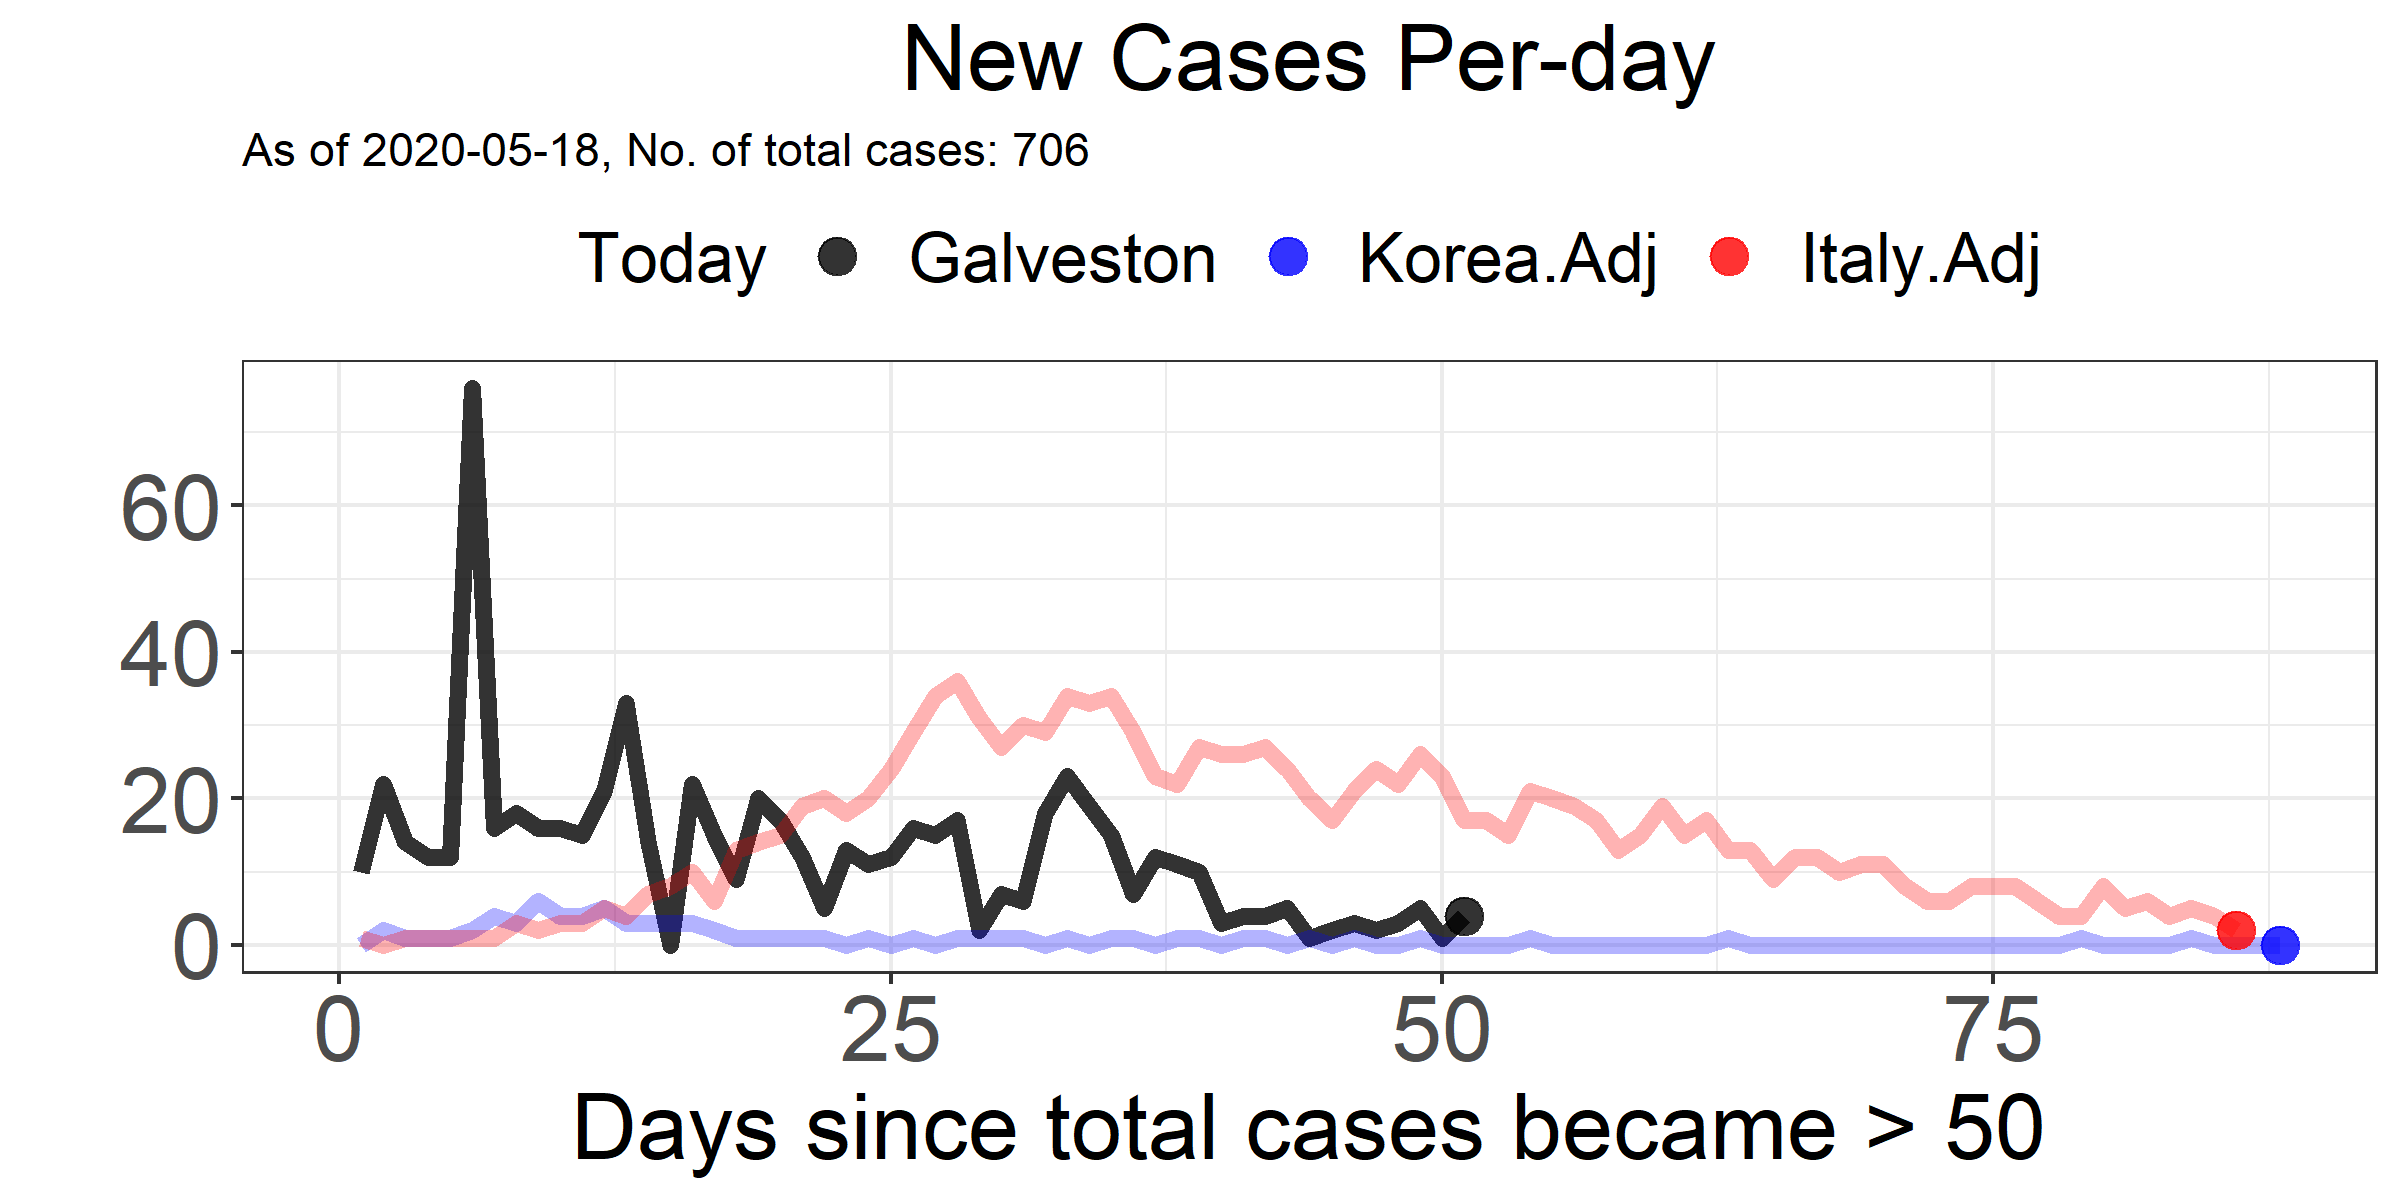 New Cases Per-day
As of 2020-05-18, No. of total cases: 706
Today Galveston Korea.Adj Italy.Adj
60
40
20
0
0 25 50 75
Days since total cases became > 50